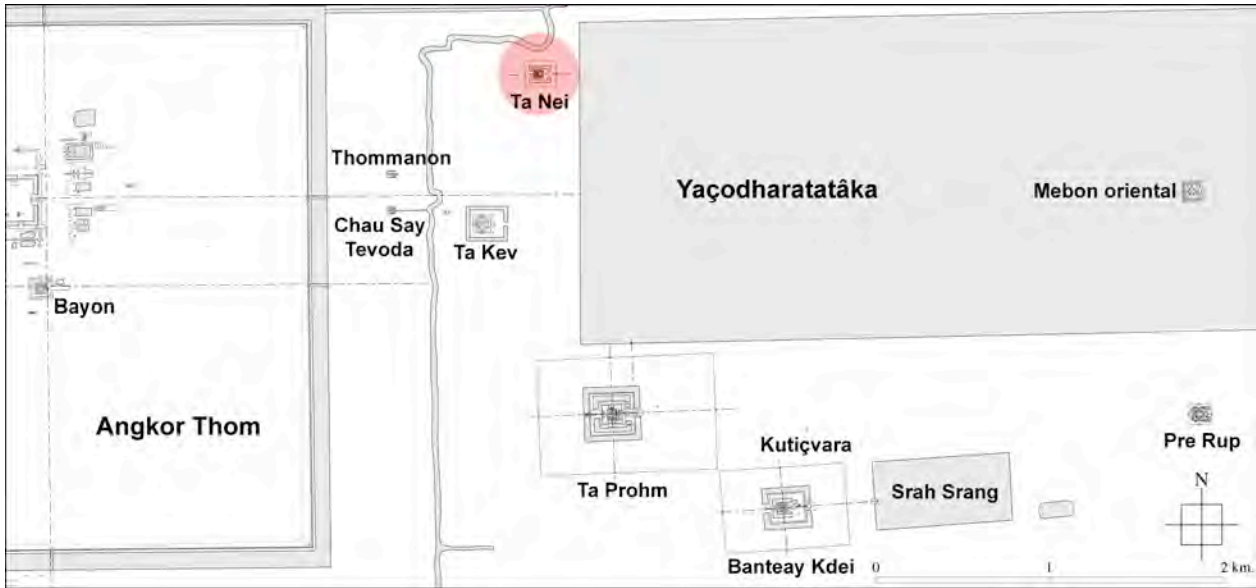 Ta Nei
Thommanon
Yaçodharatatâka
Mebon oriental
Chau Say
Tevoda
Ta Kev
Bayon
Angkor Thom
Kutiçvara
Pre Rup
Ta Prohm
Srah Srang
N
Banteay Kdei
0 1 2 km